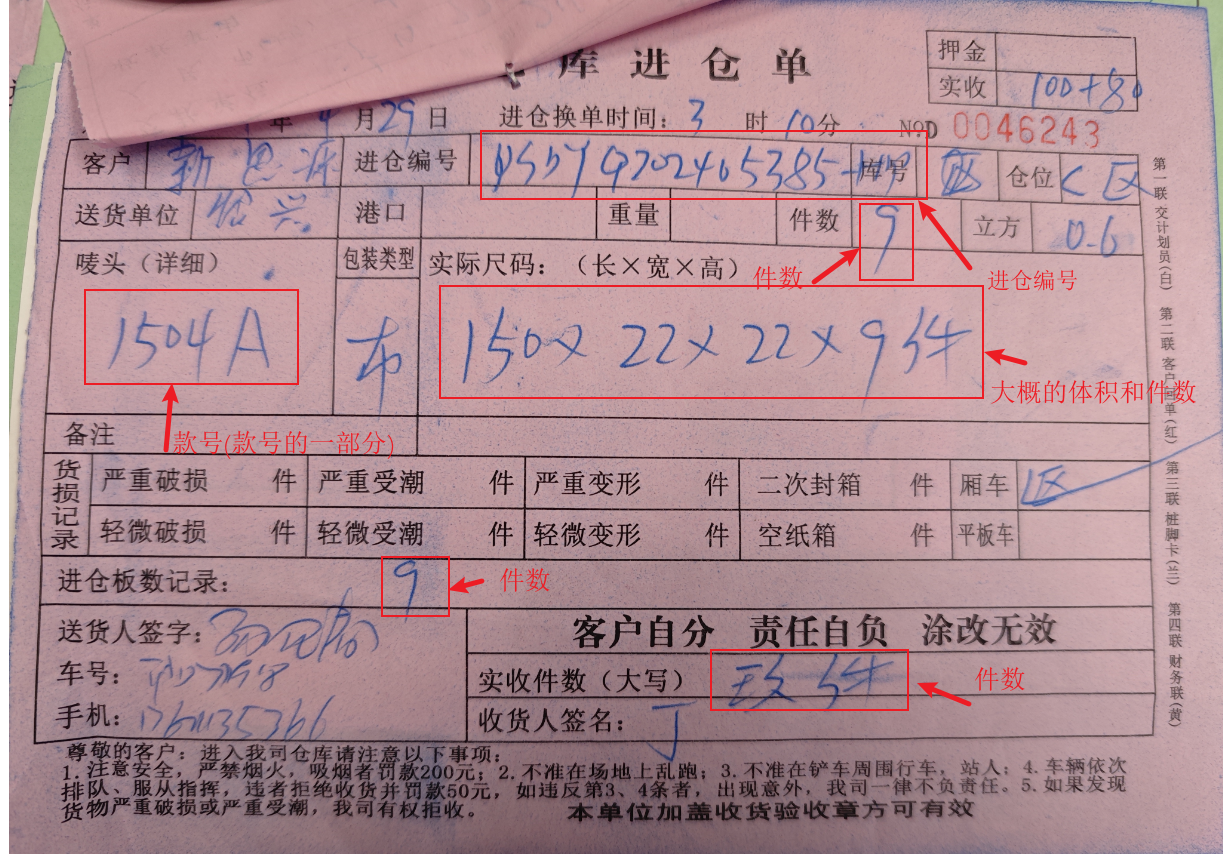 押金
库进仓单
实收 100+80
年 4 月 29 日 进仓换单时间: 3 时 10 分 NOD 0046243
客户 新思源 进仓编号 库号 区 仓位 C区
送货单位 绍兴 港口 重量 件数 9 立方 0.6
唛头（详细） 包装类型 实际尺码：（长×宽×高） 件数 进仓编号
1504A 布 150×22×22×9件
大概的体积和件数
款号(款号的一部分)
备注
货损记录 严重破损 件 严重受潮 件 严重变形 件 二次封箱 件 厢车 区
轻微破损 件 轻微受潮 件 轻微变形 件 空纸箱 件 平板车
进仓板数记录: 9 件数
送货人签字: 客户自分 责任自负 涂改无效
车号: 实收件数（大写） 玖件 件数
手机: 收货人签名: 丁
尊敬的客户: 进入我司仓库请注意以下事项:
1. 注意安全，严禁烟火，吸烟者罚款200元; 2. 不准在场地上乱跑; 3. 不准在铲车周围行车，站人; 4. 车辆依次
排队、服从指挥，违者拒绝收货并罚款50元，如违反第3、4条者，出现意外，我司一律不负责任。5. 如果发现
货物严重破损或严重受潮，我司有权拒收。 本单位加盖收货验收章方可有效
第一联 交计划员(白) 第二联 客户回单(红) 第三联 桩脚卡(兰) 第四联 财务联(黄)